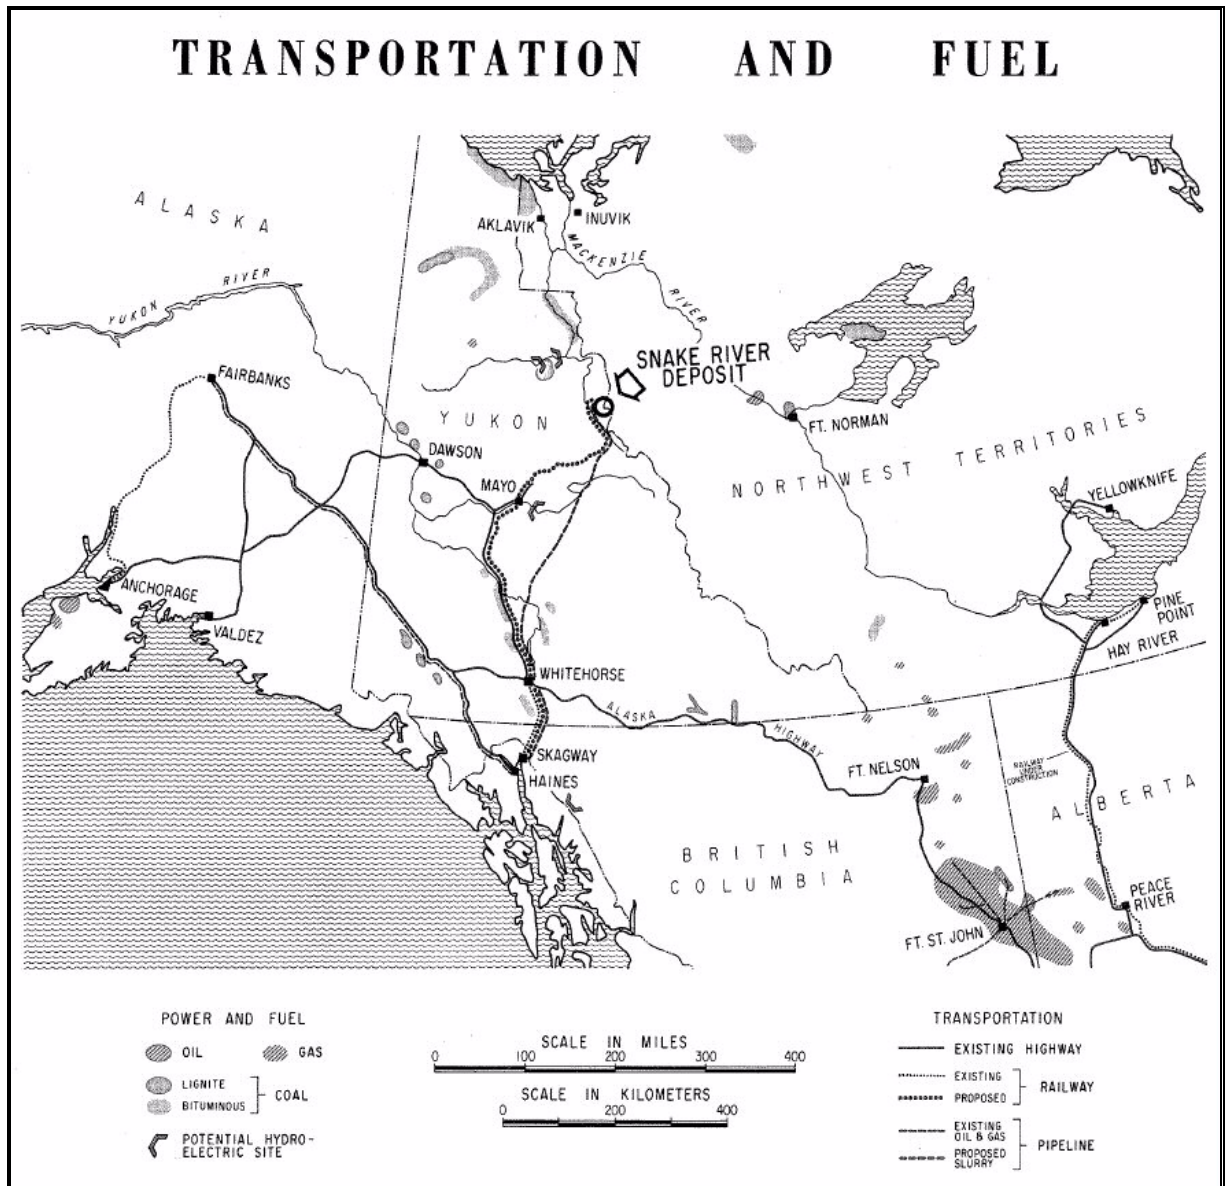 TRANSPORTATION AND FUEL
ALASKA
AKLAVIK
INUVIK
MACKENZIE
RIVER
YUKON RIVER
FAIRBANKS
SNAKE RIVER
DEPOSIT
YUKON
FT. NORMAN
DAWSON
MAYO
NORTHWEST TERRITORIES
YELLOWKNIFE
ANCHORAGE
VALDEZ
PINE
POINT
HAY RIVER
WHITEHORSE
ALASKA
HIGHWAY
SKAGWAY
HAINES
FT. NELSON
RAILWAY
UNDER
CONSTRUCTION
ALBERTA
BRITISH
COLUMBIA
PEACE
RIVER
FT. ST. JOHN
POWER AND FUEL
OIL
GAS
LIGNITE
BITUMINOUS
COAL
POTENTIAL HYDRO-
ELECTRIC SITE
SCALE IN MILES
0 100 200 300 400
SCALE IN KILOMETERS
0 200 400
TRANSPORTATION
EXISTING HIGHWAY
EXISTING
PROPOSED
RAILWAY
EXISTING
OIL & GAS
PROPOSED
SLURRY
PIPELINE